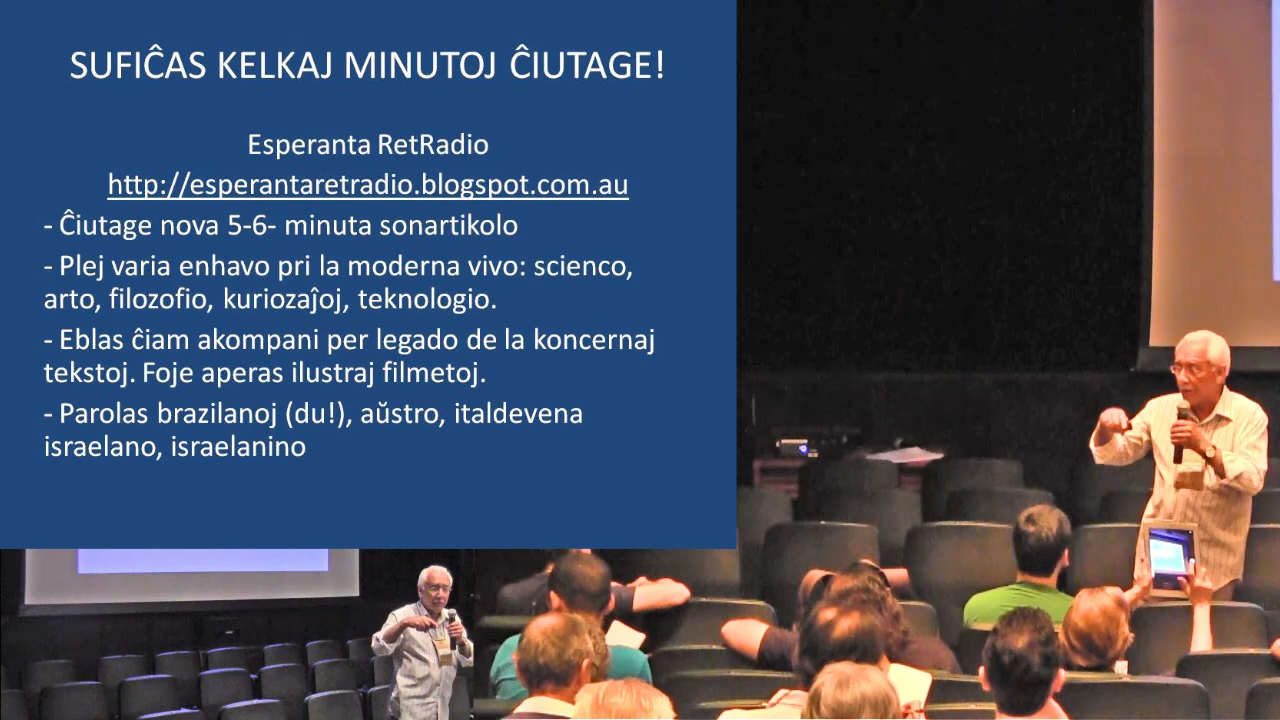 SUFIĈAS KELKAJ MINUTOJ ĈIUTAGE!
Esperanta RetRadio
http://esperantaretradio.blogspot.com.au
- Ĉiutage nova 5-6- minuta sonartikolo
- Plej varia enhavo pri la moderna vivo: scienco,
arto, filozofio, kuriozaĵoj, teknologio.
- Eblas ĉiam akompani per legado de la koncernaj
tekstoj. Foje aperas ilustraj filmetoj.
- Parolas brazilanoj (du!), aŭstro, italdevena
israelano, israelanino